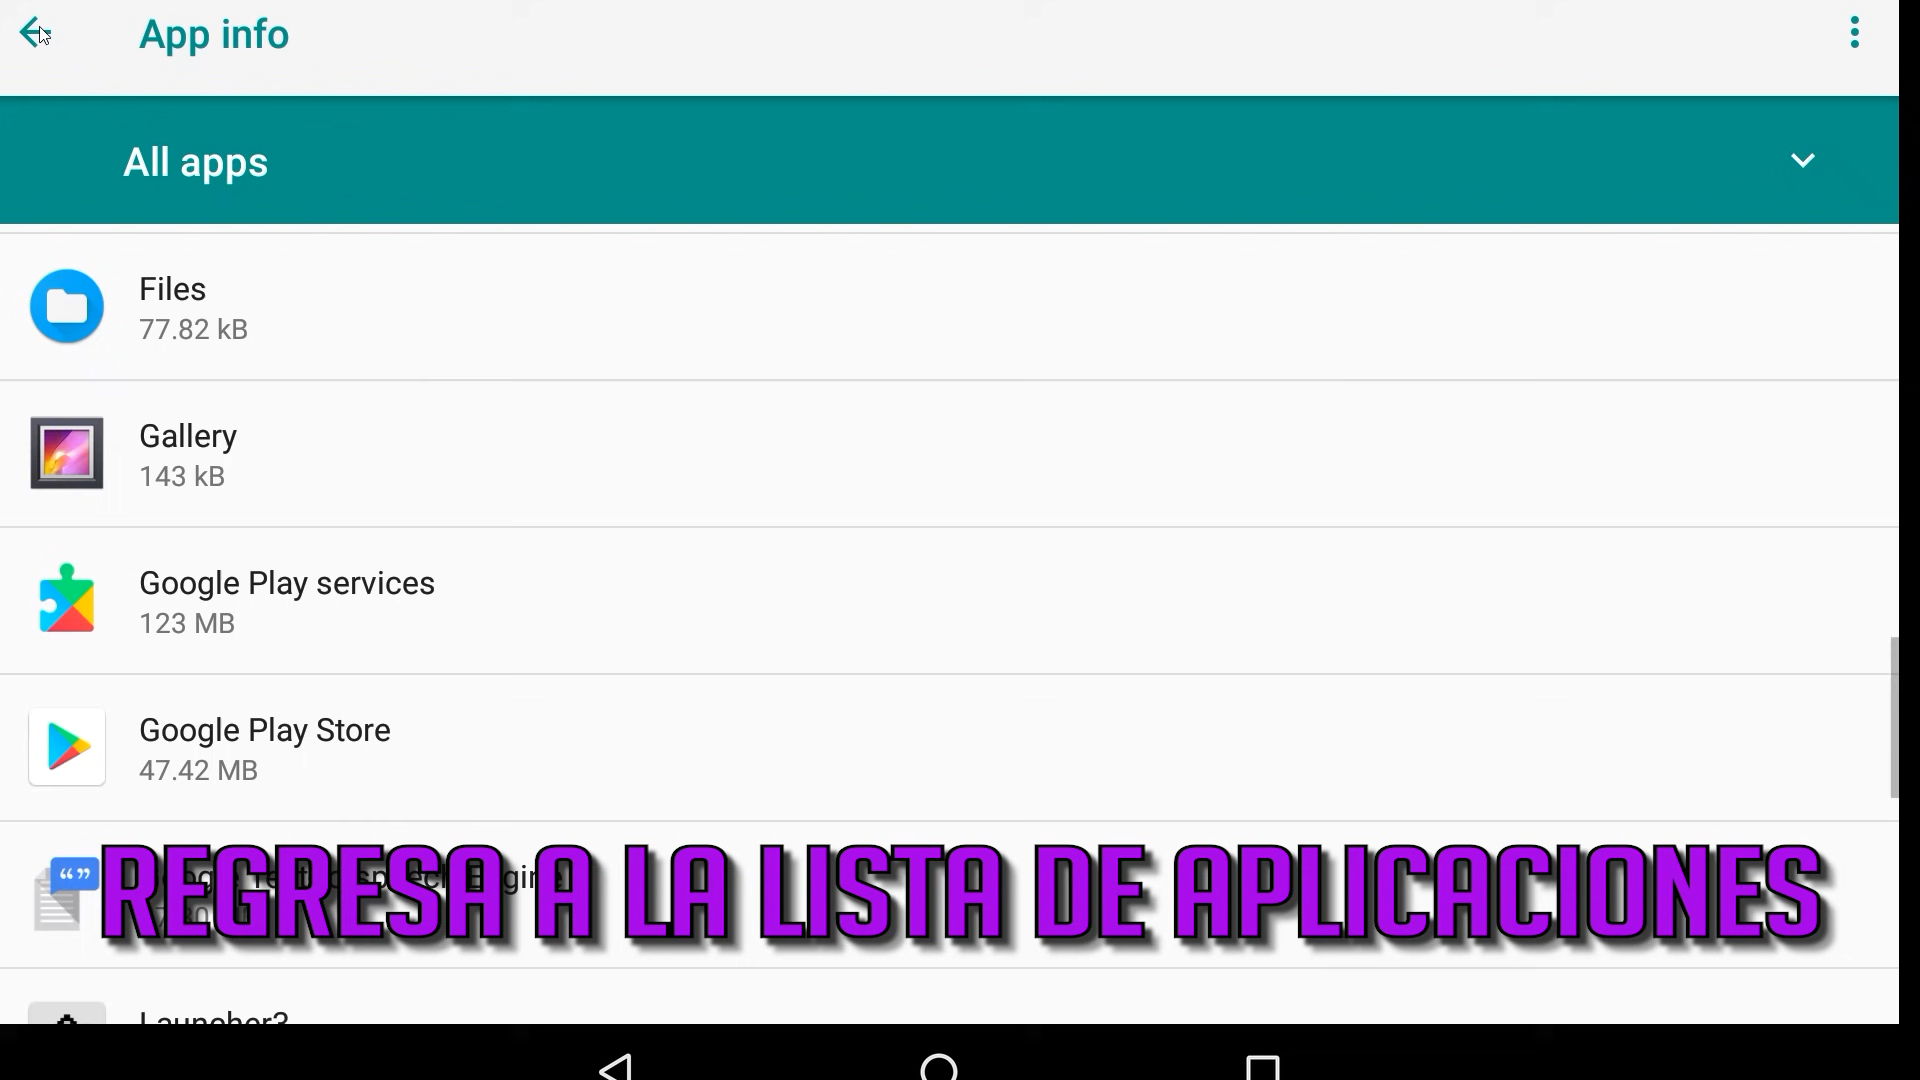 App info
All apps
Files
77.82 kB
Gallery
143 kB
Google Play services
123 MB
Google Play Store
47.42 MB
REGRESA A LA LISTA DE APLICACIONES
Launcher3